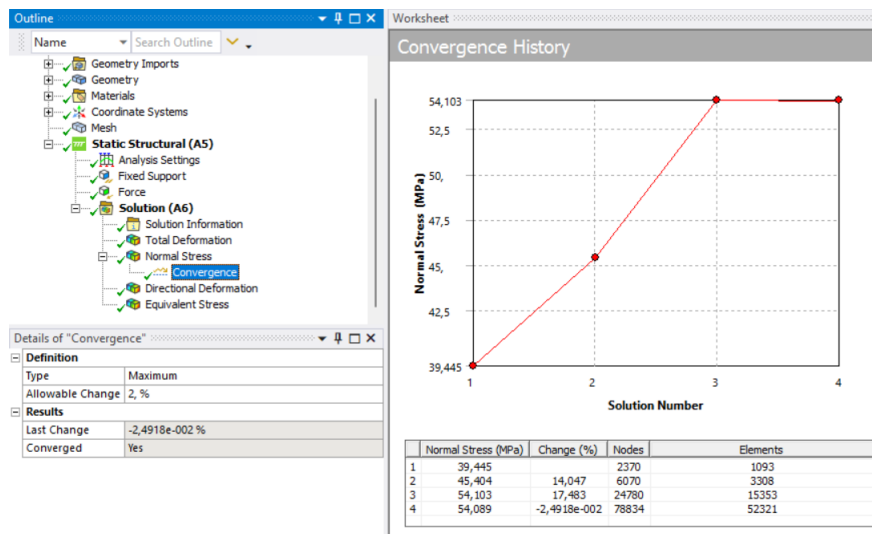 Outline
Name
Search Outline
Geometry Imports
Geometry
Materials
Coordinate Systems
Mesh
Static Structural (A5)
Analysis Settings
Fixed Support
Force
Solution (A6)
Solution Information
Total Deformation
Normal Stress
Convergence
Directional Deformation
Equivalent Stress
Details of "Convergence"
Definition
Type Maximum
Allowable Change 2, %
Results
Last Change -2,4918e-002 %
Converged Yes
Worksheet
Convergence History
54,103
52,5
50,
47,5
45,
42,5
39,445
Normal Stress (MPa)
1 2 3 4
Solution Number
Normal Stress (MPa) Change (%) Nodes Elements
1 39,445 2370 1093
2 45,404 14,047 6070 3308
3 54,103 17,483 24780 15353
4 54,089 -2,4918e-002 78834 52321